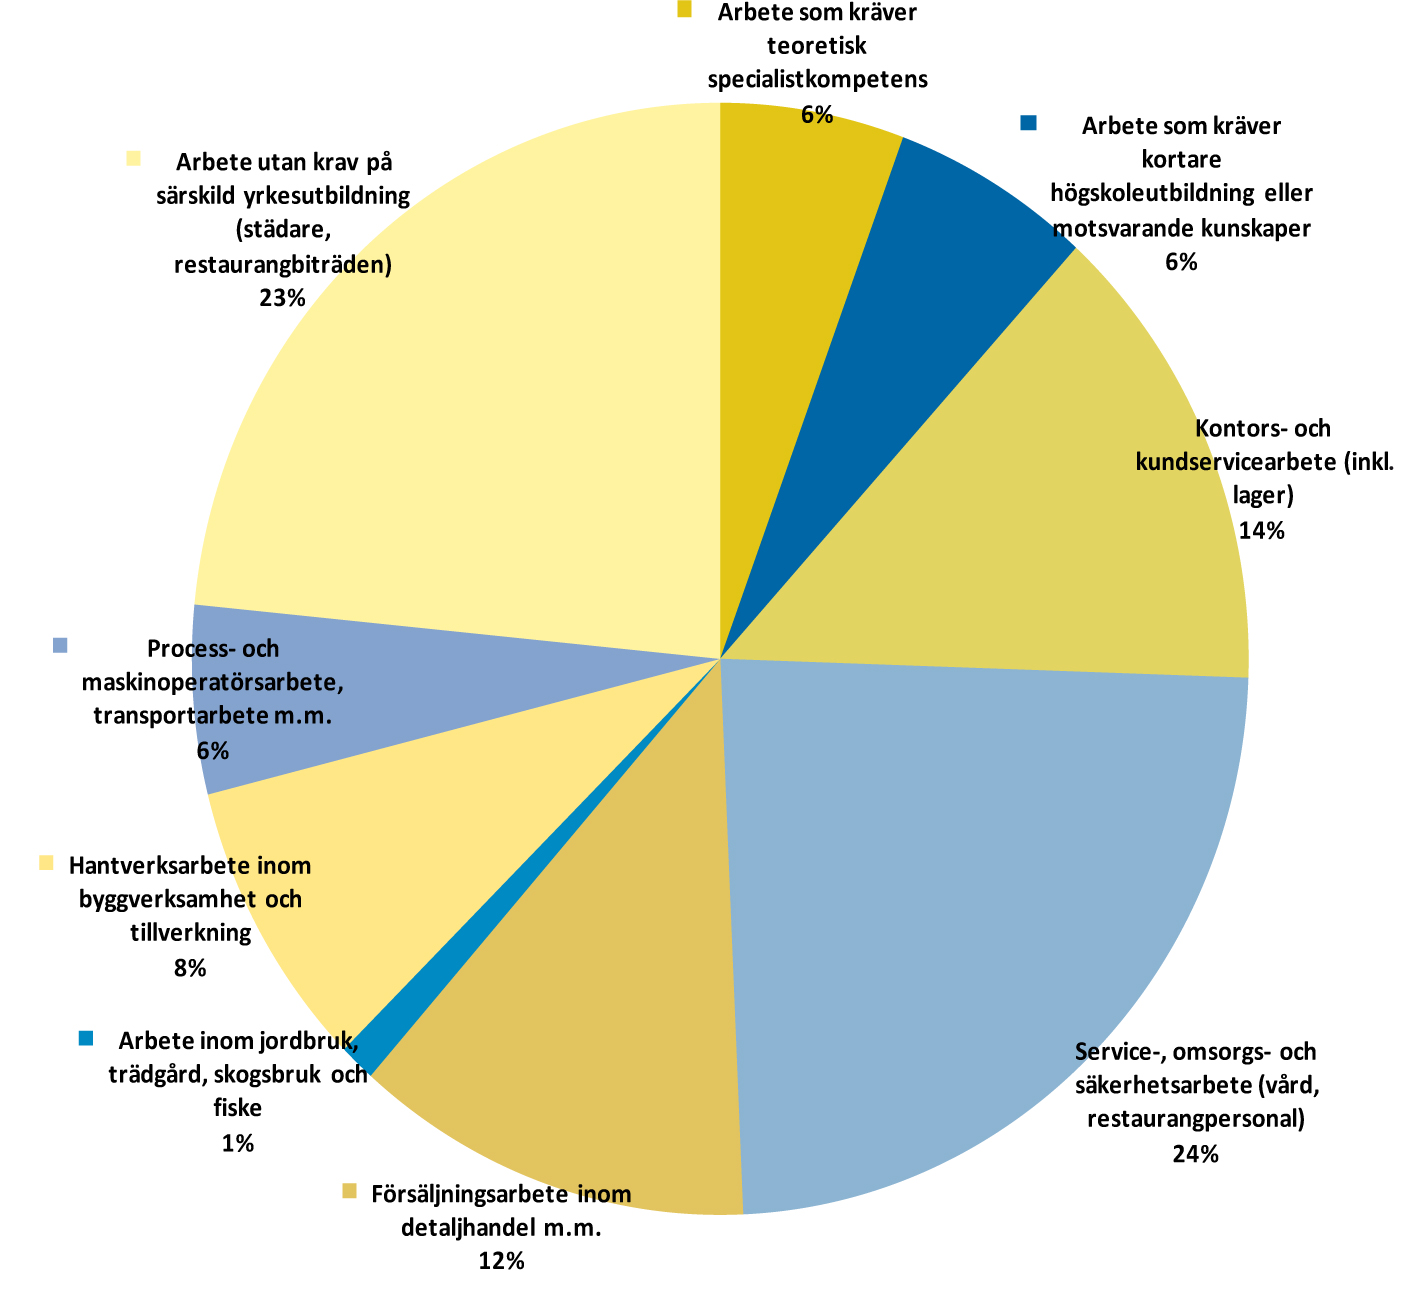 Arbete som kräver
teoretisk
specialistkompetens
6%
Arbete som kräver
kortare
högskoleutbildning eller
motsvarande kunskaper
6%
Kontors- och
kundservicearbete (inkl.
lager)
14%
Service-, omsorgs- och
säkerhetsarbete (vård,
restaurangpersonal)
24%
Försäljningsarbete inom
detaljhandel m.m.
12%
Arbete inom jordbruk,
trädgård, skogsbruk och
fiske
1%
Hantverksarbete inom
byggverksamhet och
tillverkning
8%
Process- och
maskinoperatörsarbete,
transportarbete m.m.
6%
Arbete utan krav på
särskild yrkesutbildning
(städare,
restaurangbiträden)
23%